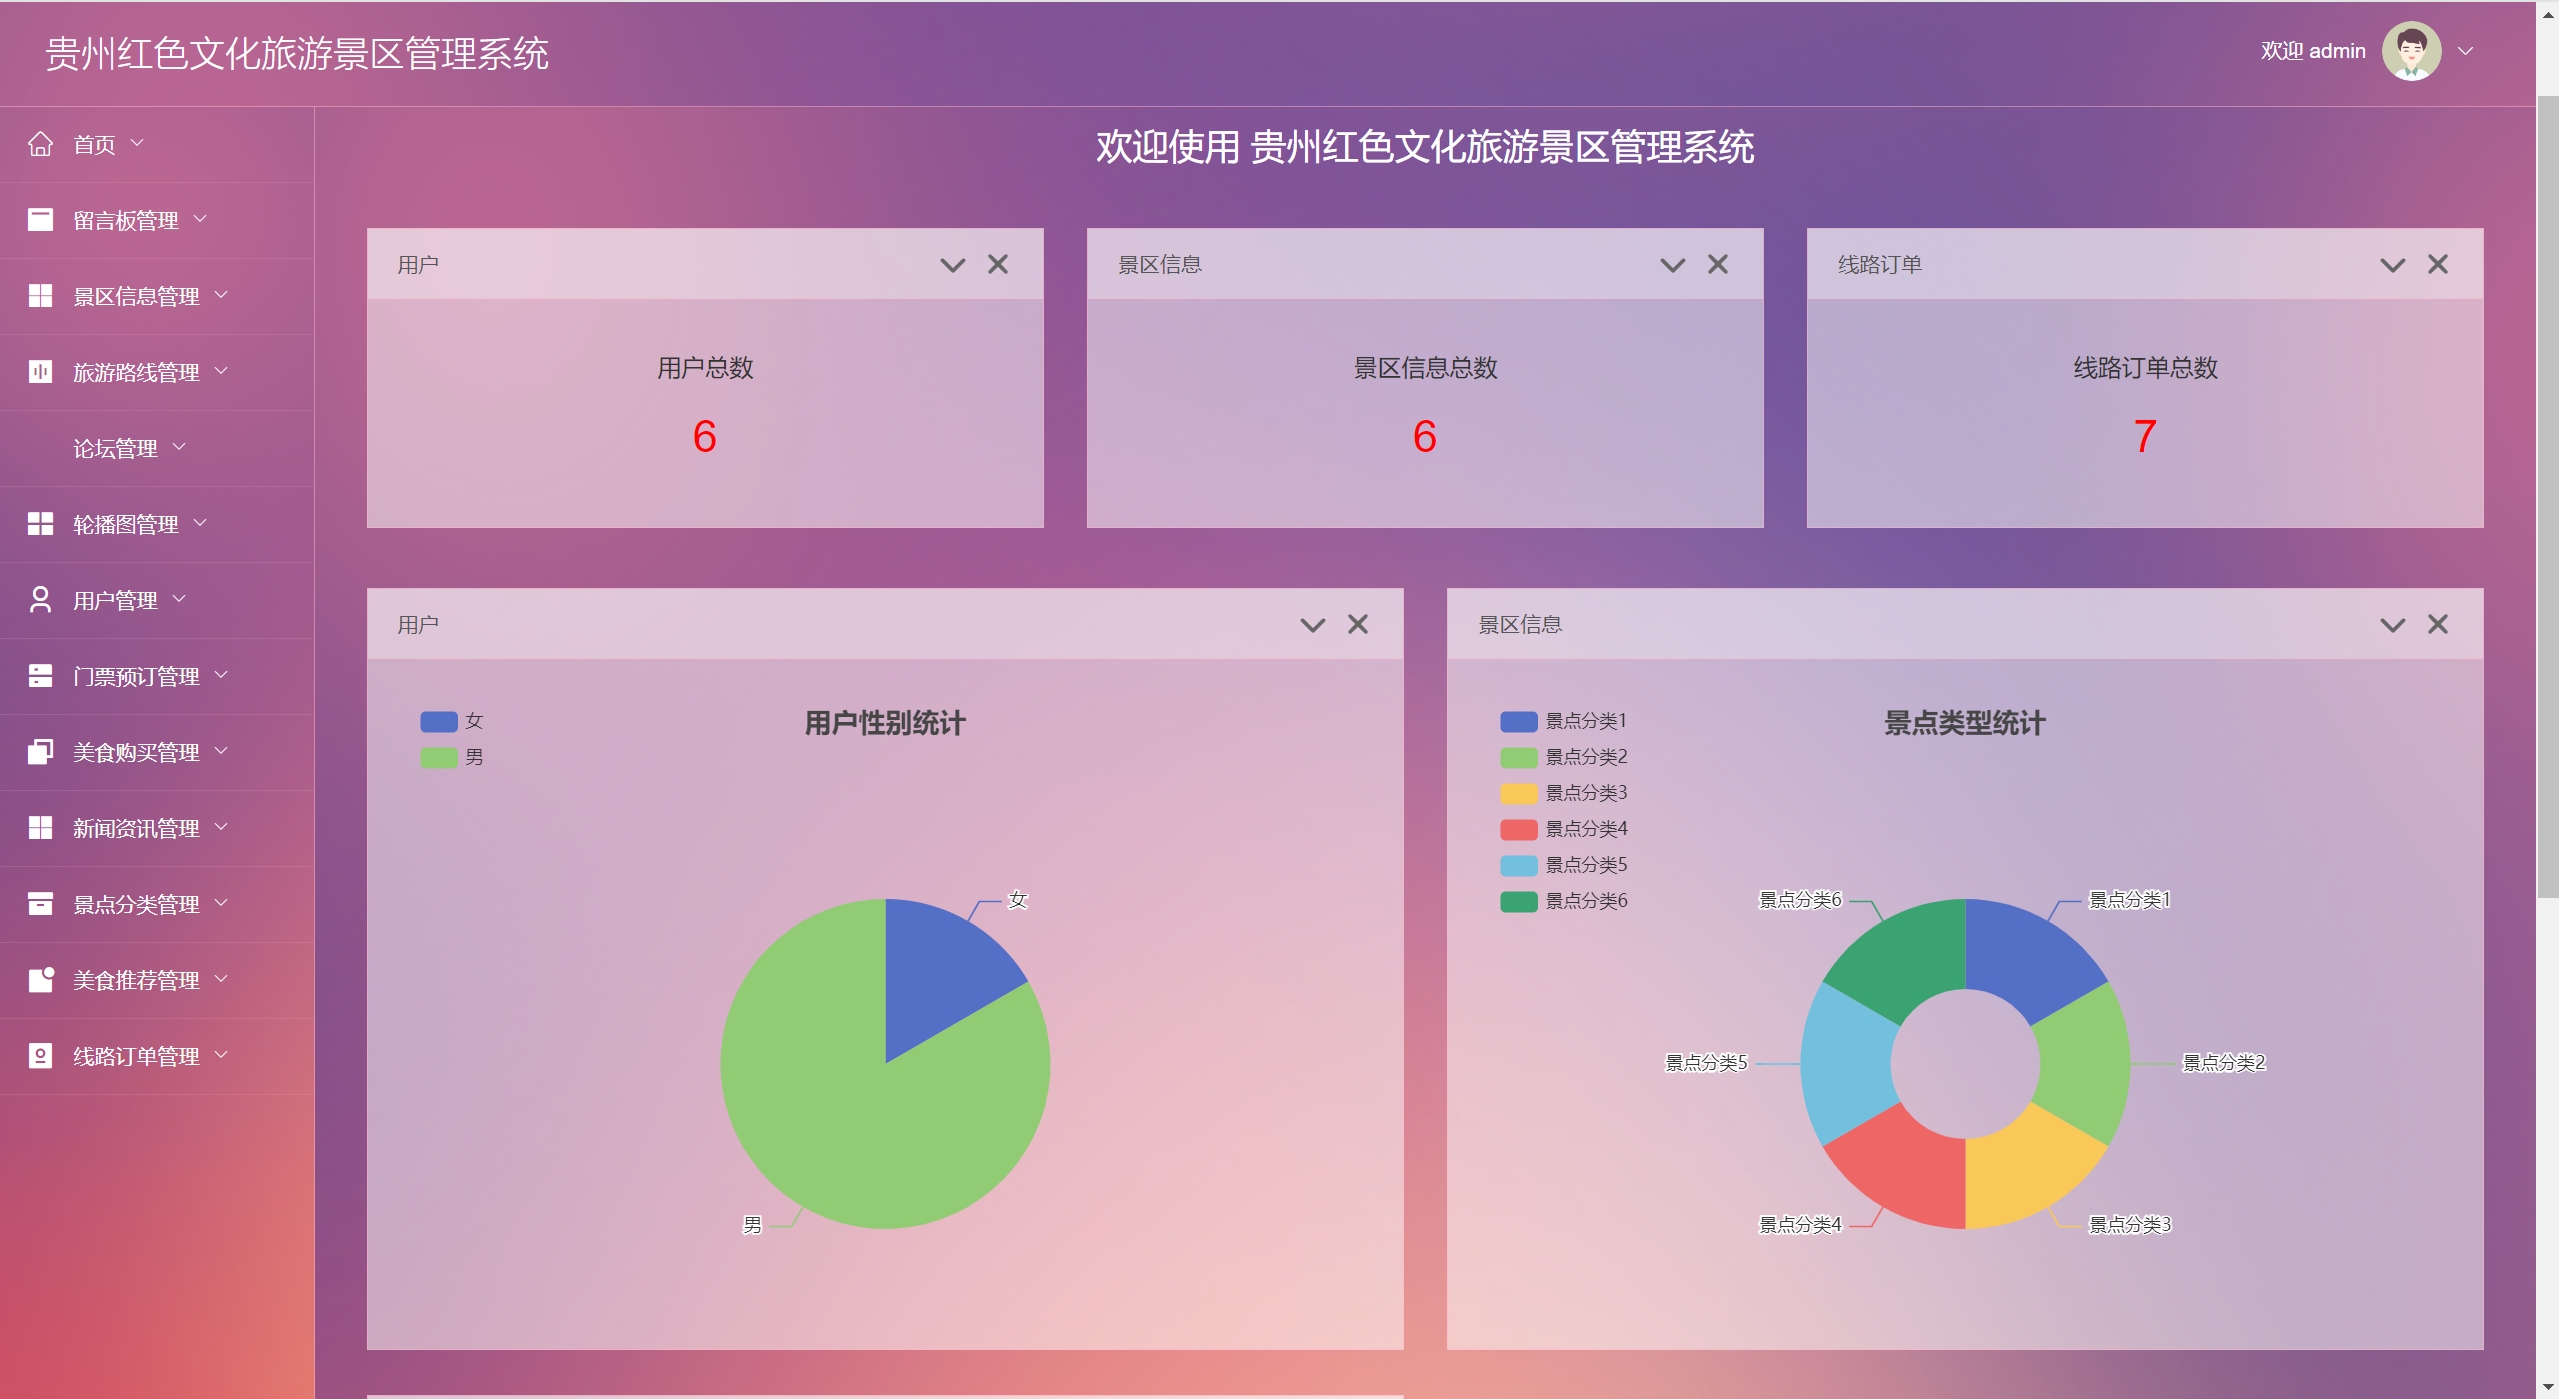 贵州红色文化旅游景区管理系统
欢迎 admin
首页
留言板管理
景区信息管理
旅游路线管理
论坛管理
轮播图管理
用户管理
门票预订管理
美食购买管理
新闻资讯管理
景点分类管理
美食推荐管理
线路订单管理
欢迎使用 贵州红色文化旅游景区管理系统
用户
用户总数
6
景区信息
景区信息总数
6
线路订单
线路订单总数
7
用户
用户性别统计
女
男
女
男
景区信息
景点类型统计
景点分类1
景点分类2
景点分类3
景点分类4
景点分类5
景点分类6
景点分类6
景点分类1
景点分类5
景点分类2
景点分类4
景点分类3